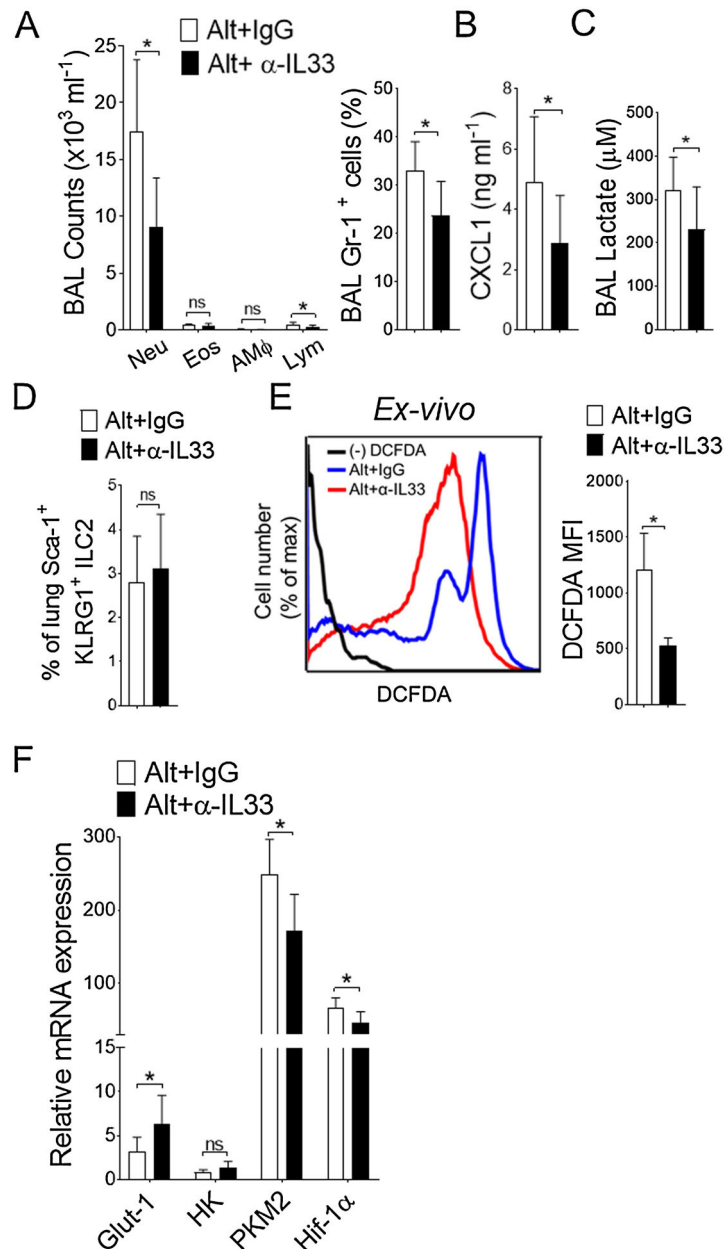 A
Alt+IgG
Alt+ α-IL33
BAL Counts (x10³ ml⁻¹)
25
20
15
10
5
0
*
ns
ns
*
Neu
Eos
AMϕ
Lym
BAL Gr-1 ⁺ cells (%)
50
40
30
20
10
0
*
B
CXCL1 (ng ml⁻¹)
8
6
4
2
0
*
C
BAL Lactate (μM)
500
400
300
200
100
0
*
D
Alt+IgG
Alt+α-IL33
% of lung Sca-1⁺
KLRG1⁺ ILC2
5
4
3
2
1
0
ns
E
Ex-vivo
(-) DCFDA
Alt+IgG
Alt+α-IL33
Cell number
(% of max)
DCFDA
Alt+IgG
Alt+α-IL33
DCFDA MFI
2000
1500
1000
500
0
*
F
Alt+IgG
Alt+α-IL33
Relative mRNA expression
300
200
100
15
10
5
0
*
ns
*
*
Glut-1
HK
PKM2
Hif-1α